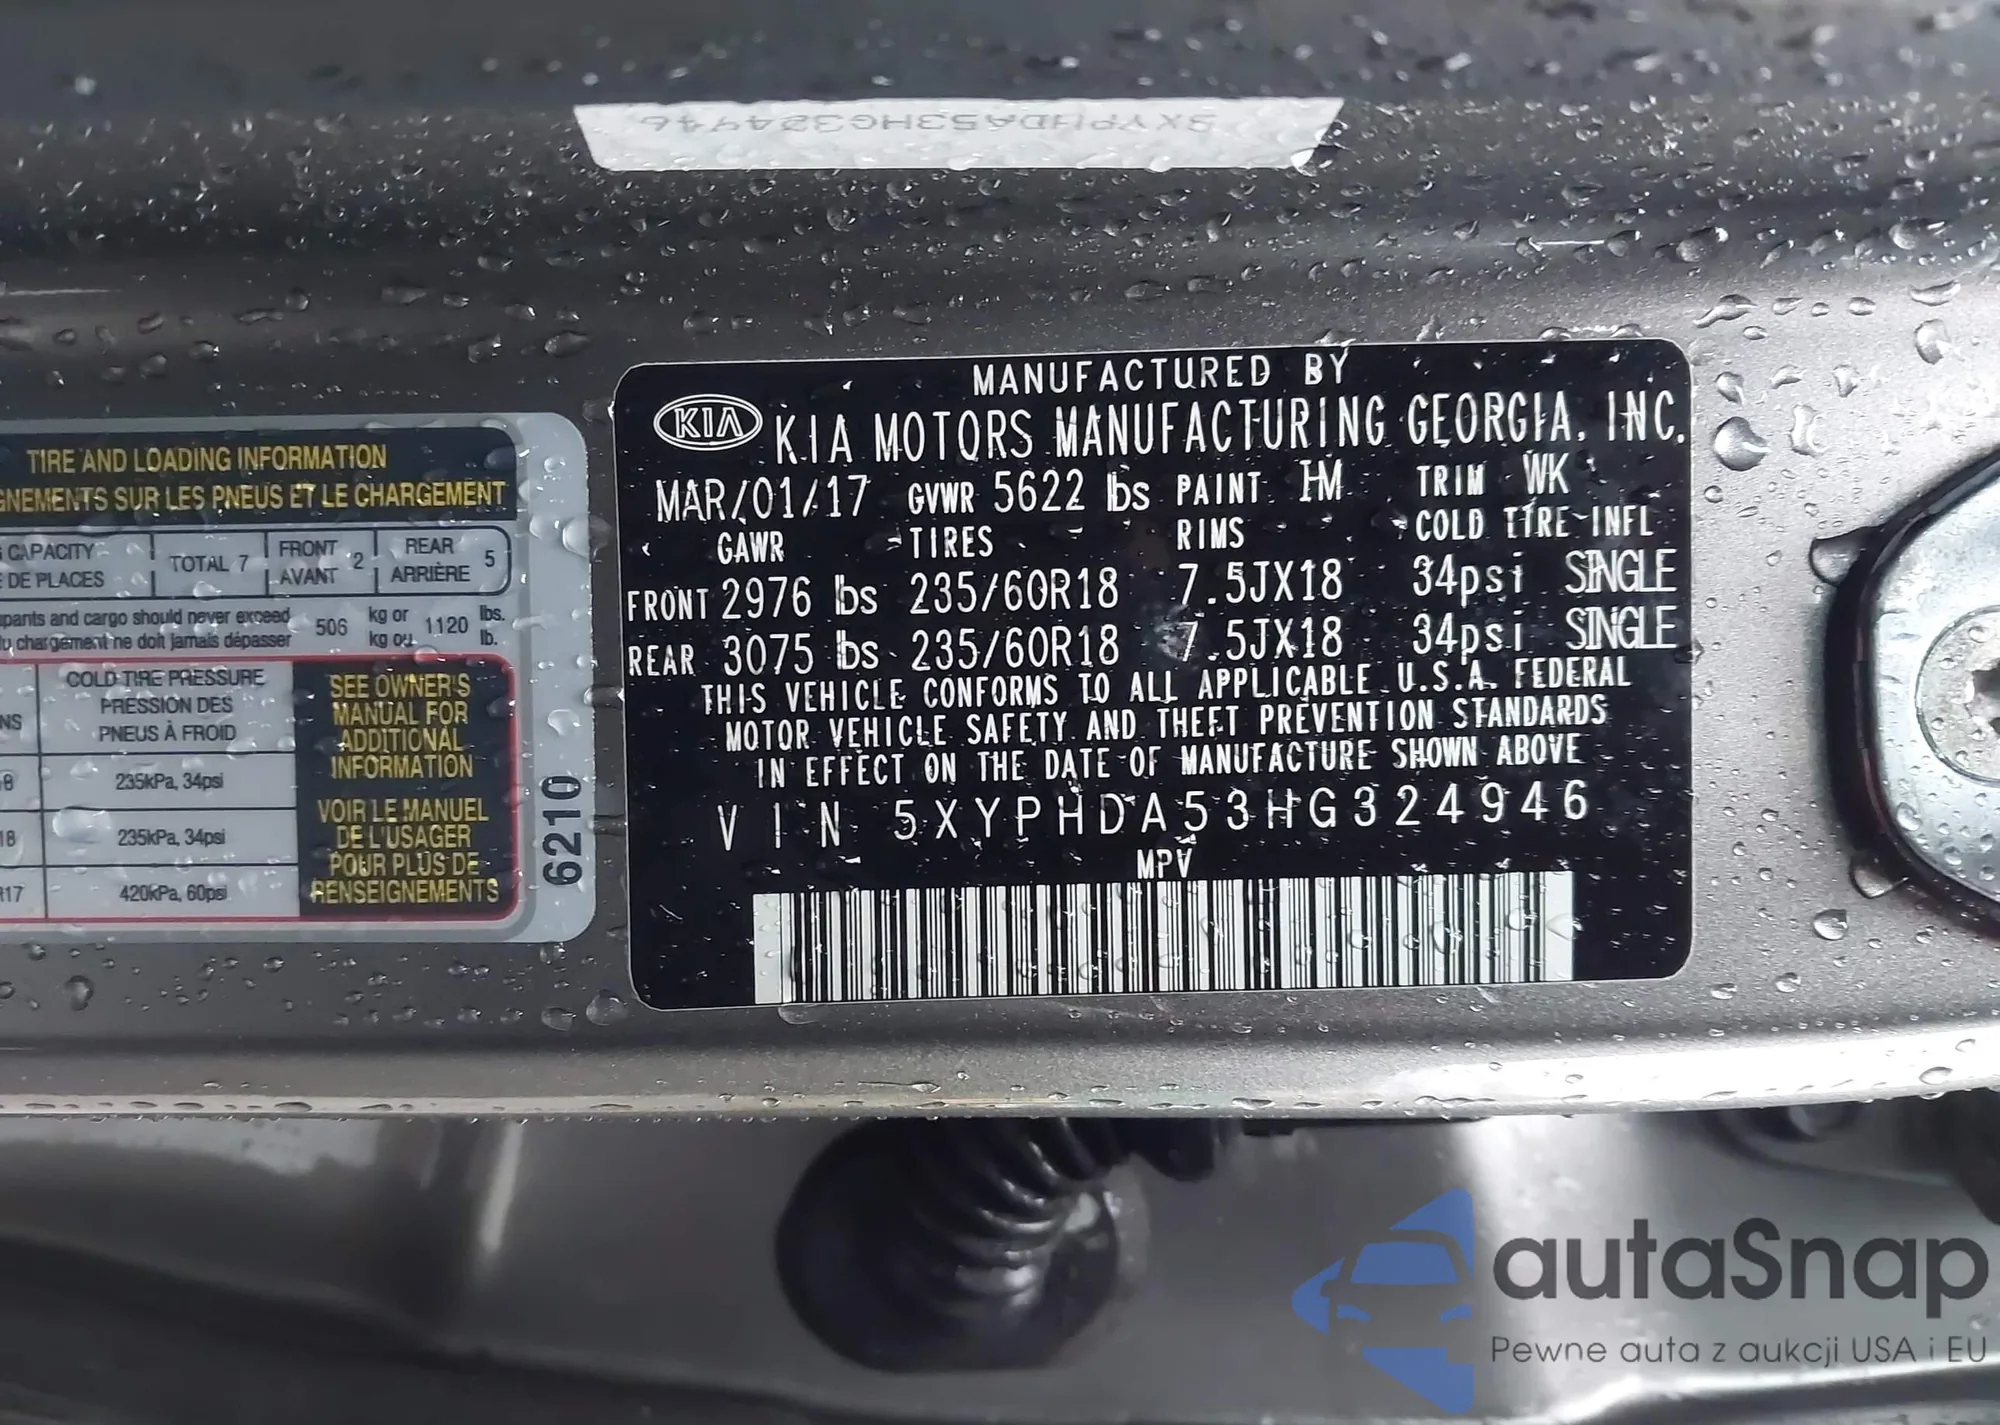 5XYPHDA53HG324946
TIRE AND LOADING INFORMATION
GNEMENTS SUR LES PNEUS ET LE CHARGEMENT
CAPACITY
E DE PLACES
TOTAL 7
FRONT
AVANT 2
REAR
ARRIÈRE 5
pants and cargo should never exceed
chargement ne doit jamais dépasser
506
kg or
kg ou
1120
lbs.
lb.
COLD TIRE PRESSURE
PRESSION DES
PNEUS À FROID
NS
8
235kPa, 34psi
18
235kPa, 34psi
R17
420kPa, 60psi
SEE OWNER'S
MANUAL FOR
ADDITIONAL
INFORMATION
VOIR LE MANUEL
DE L'USAGER
POUR PLUS DE
RENSEIGNEMENTS
6210
MANUFACTURED BY
KIA KIA MOTORS MANUFACTURING GEORGIA, INC.
MAR/01/17 GVWR 5622 lbs PAINT IM TRIM WK
GAWR TIRES RIMS COLD TIRE INFL
FRONT 2976 lbs 235/60R18 7.5JX18 34psi SINGLE
REAR 3075 lbs 235/60R18 7.5JX18 34psi SINGLE
THIS VEHICLE CONFORMS TO ALL APPLICABLE U.S.A. FEDERAL
MOTOR VEHICLE SAFETY AND THEFT PREVENTION STANDARDS
IN EFFECT ON THE DATE OF MANUFACTURE SHOWN ABOVE
VIN 5XYPHDA53HG324946
MPV
autaSnap
Pewne auta z aukcji USA i EU